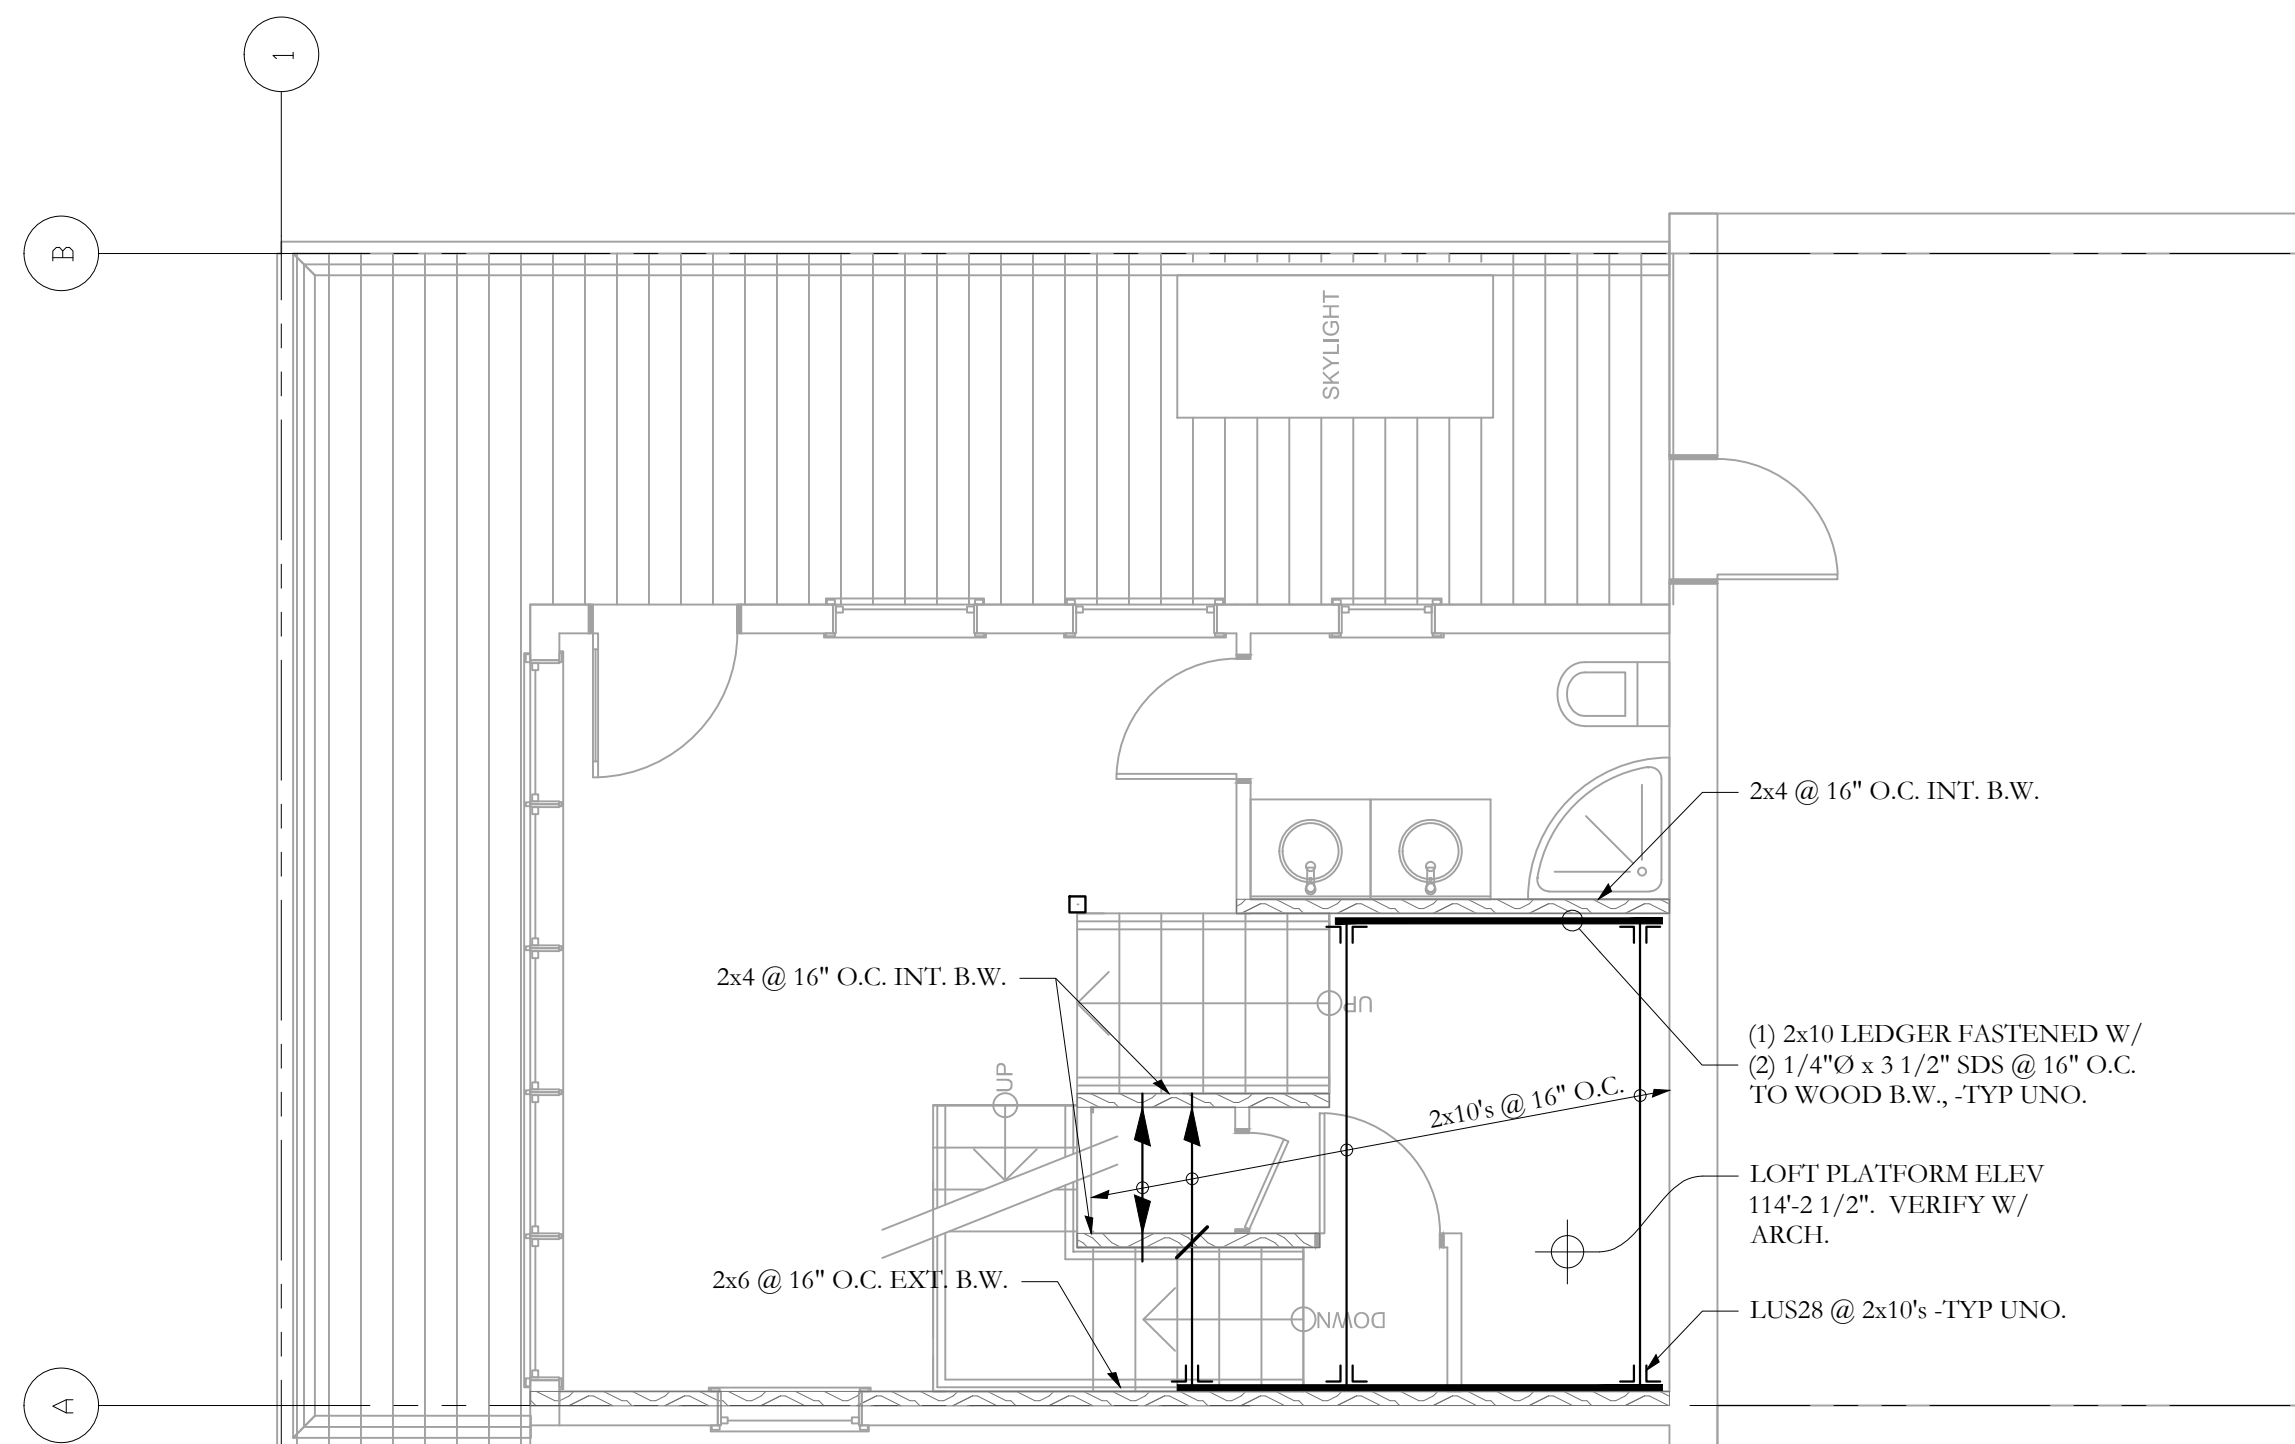 1
B
SKYLIGHT
2x4 @ 16" O.C. INT. B.W.
2x4 @ 16" O.C. INT. B.W.
UP
(1) 2x10 LEDGER FASTENED W/
(2) 1/4"Ø x 3 1/2" SDS @ 16" O.C.
TO WOOD B.W., -TYP UNO.
UP
2x10's @ 16" O.C.
LOFT PLATFORM ELEV
114'-2 1/2". VERIFY W/
ARCH.
2x6 @ 16" O.C. EXT. B.W.
DOWN
LUS28 @ 2x10's -TYP UNO.
A